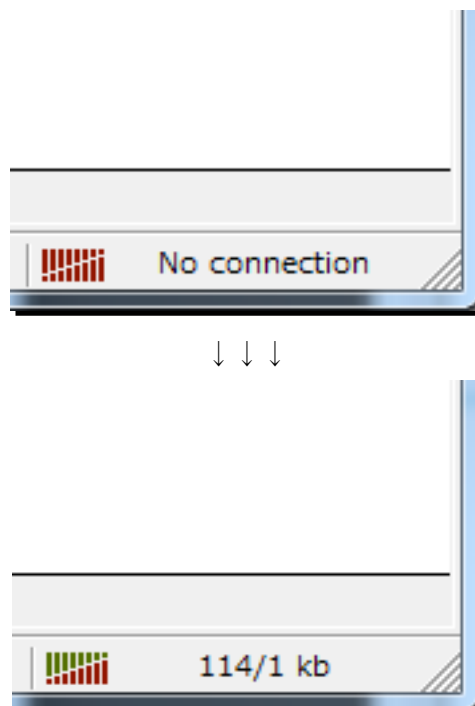 No connection
↓ ↓ ↓
114/1 kb